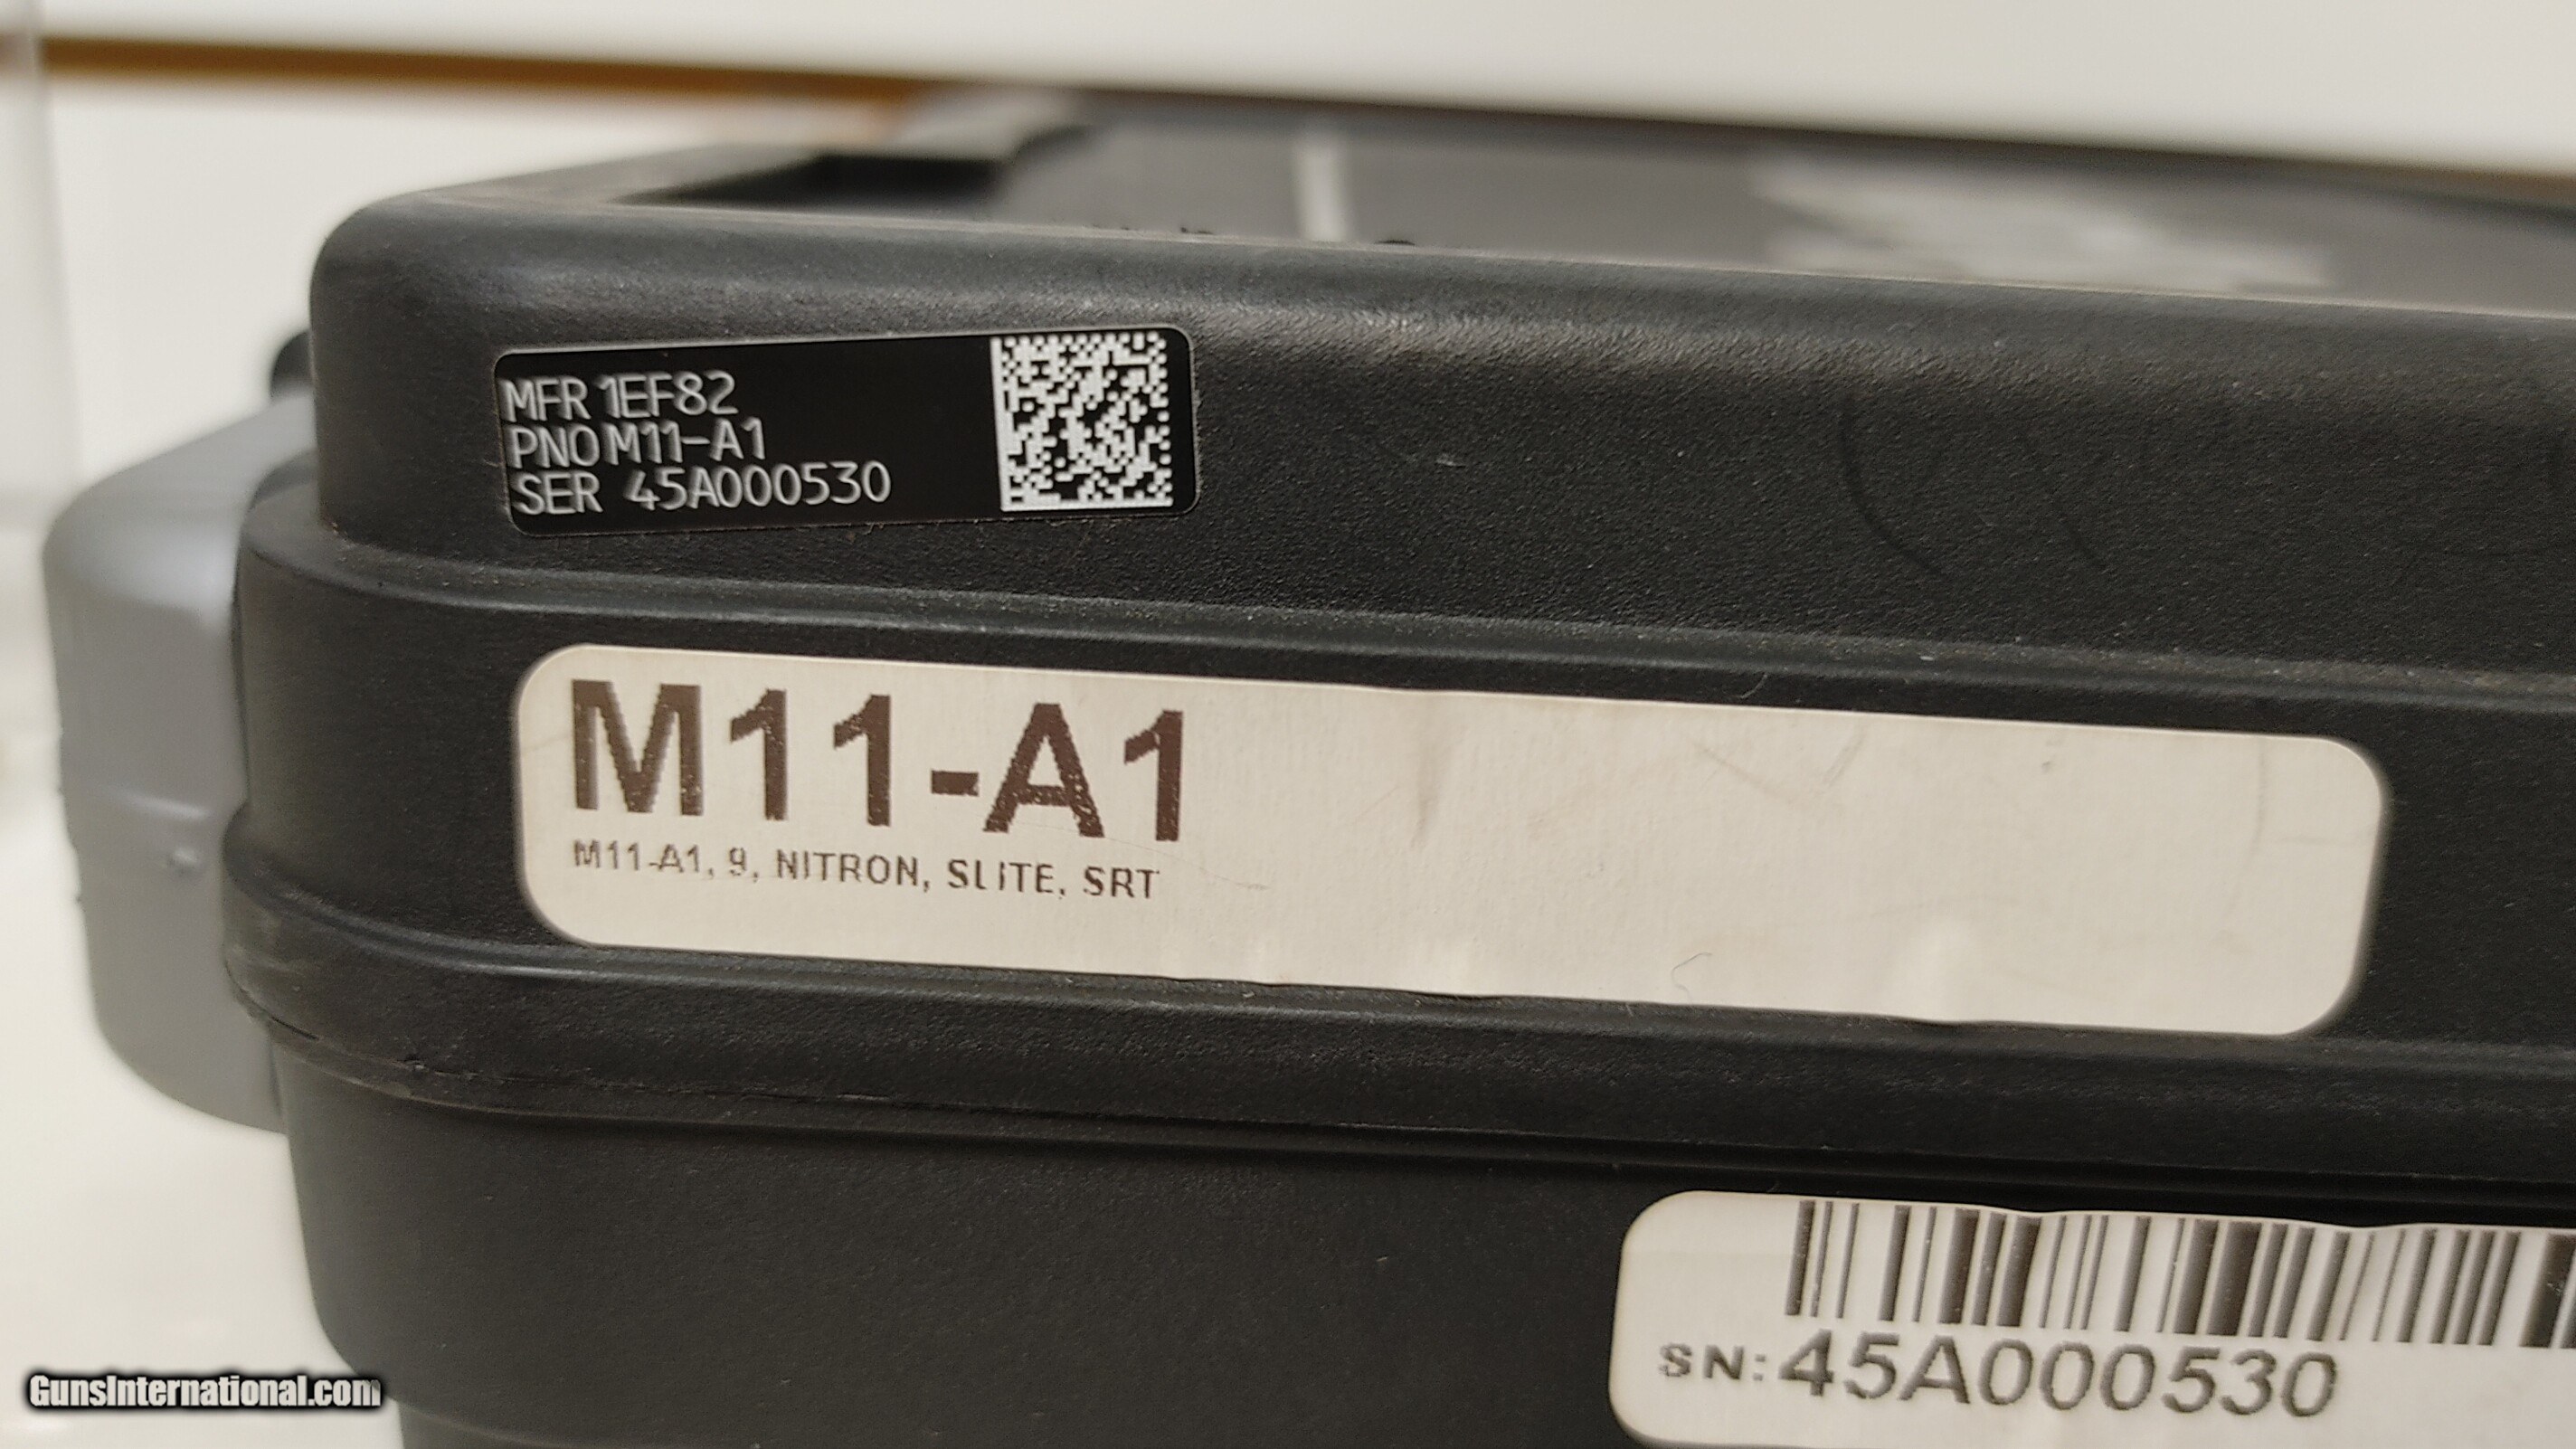 MFR 1EF82
PNO M11-A1
SER 45A000530
M11-A1
M11-A1, 9, NITRON, SLITE, SRT
SN: 45A000530
GunsInternational.com